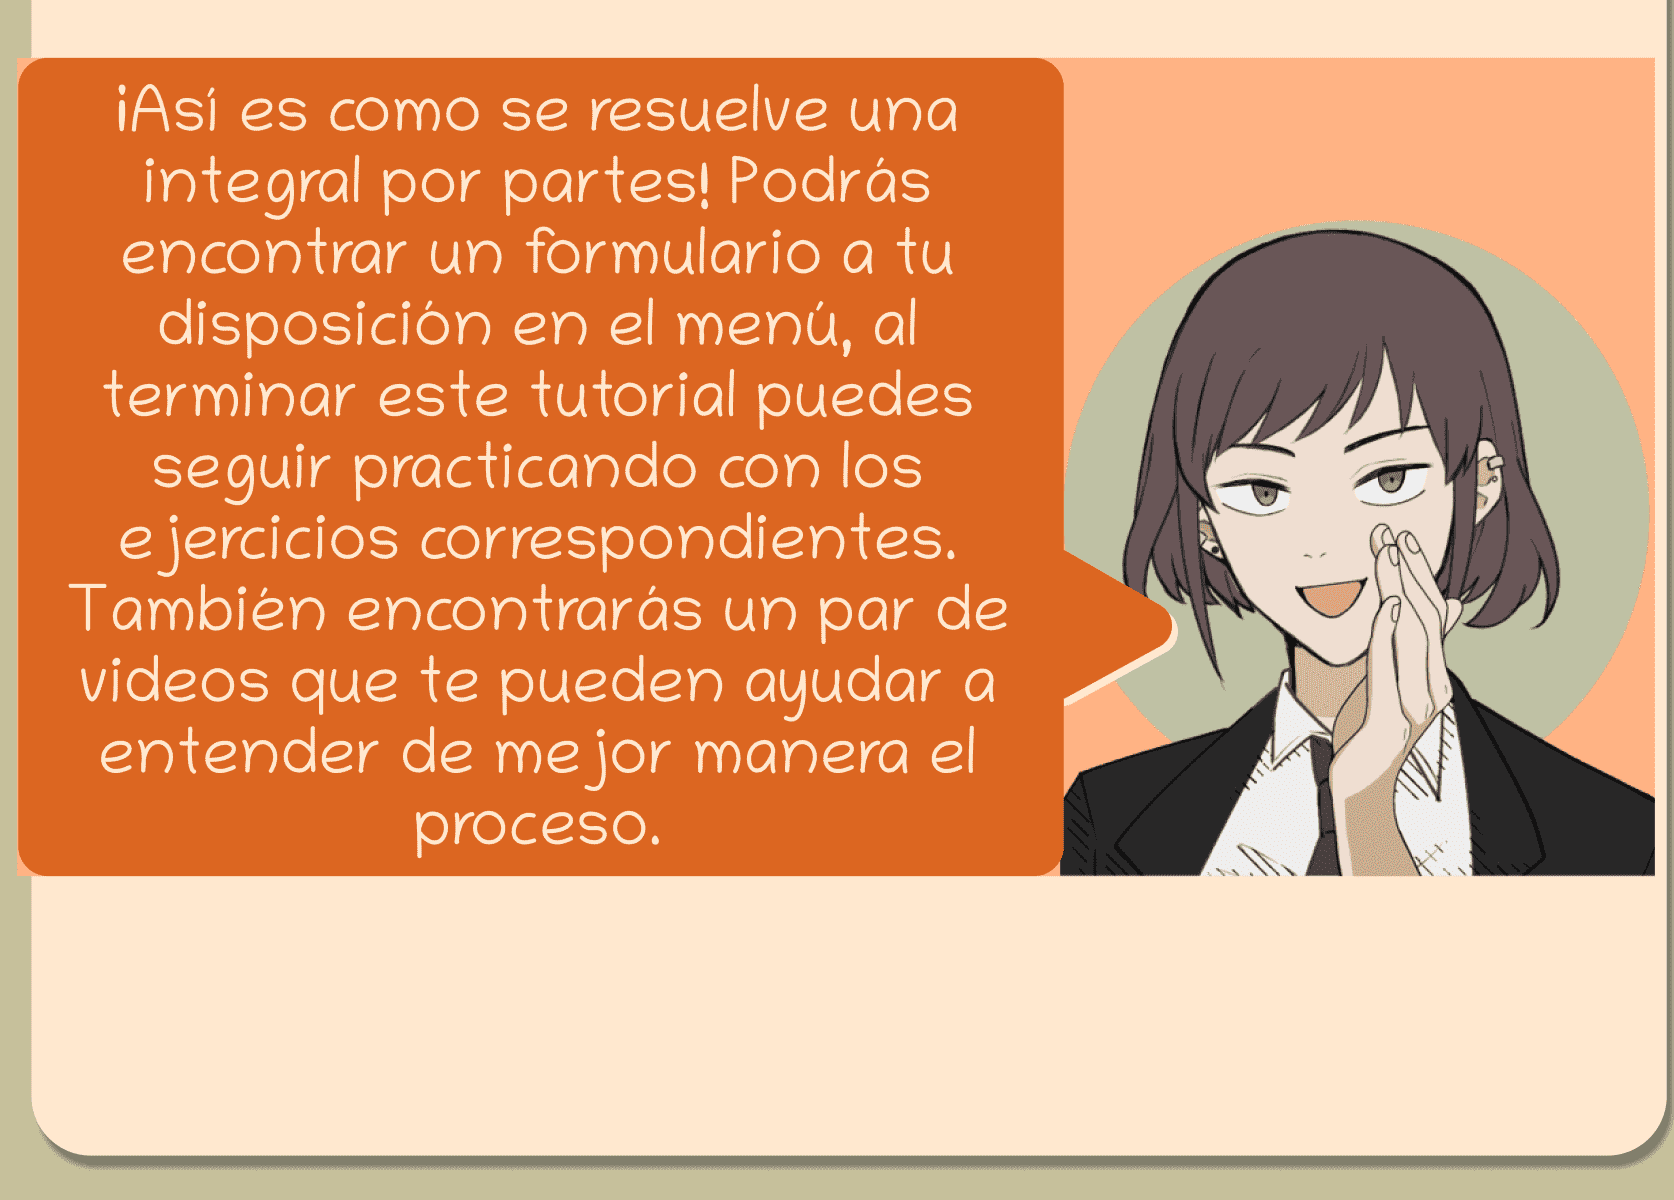 ¡Así es como se resuelve una
integral por partes! Podrás
encontrar un formulario a tu
disposición en el menú, al
terminar este tutorial puedes
seguir practicando con los
ejercicios correspondientes.
También encontrarás un par de
videos que te pueden ayudar a
entender de mejor manera el
proceso.